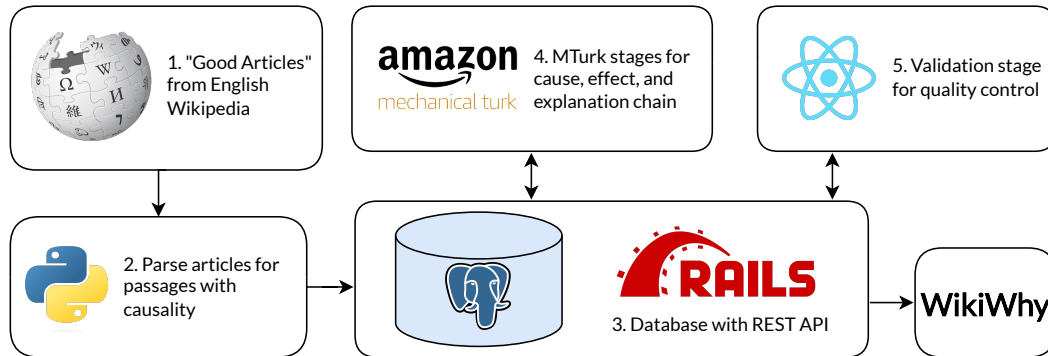 1. "Good Articles"
from English
Wikipedia
Ω
W
И
維
amazon
mechanical turk
4. MTurk stages for
cause, effect, and
explanation chain
5. Validation stage
for quality control
2. Parse articles for
passages with
causality
RAILS
3. Database with REST API
WikiWhy